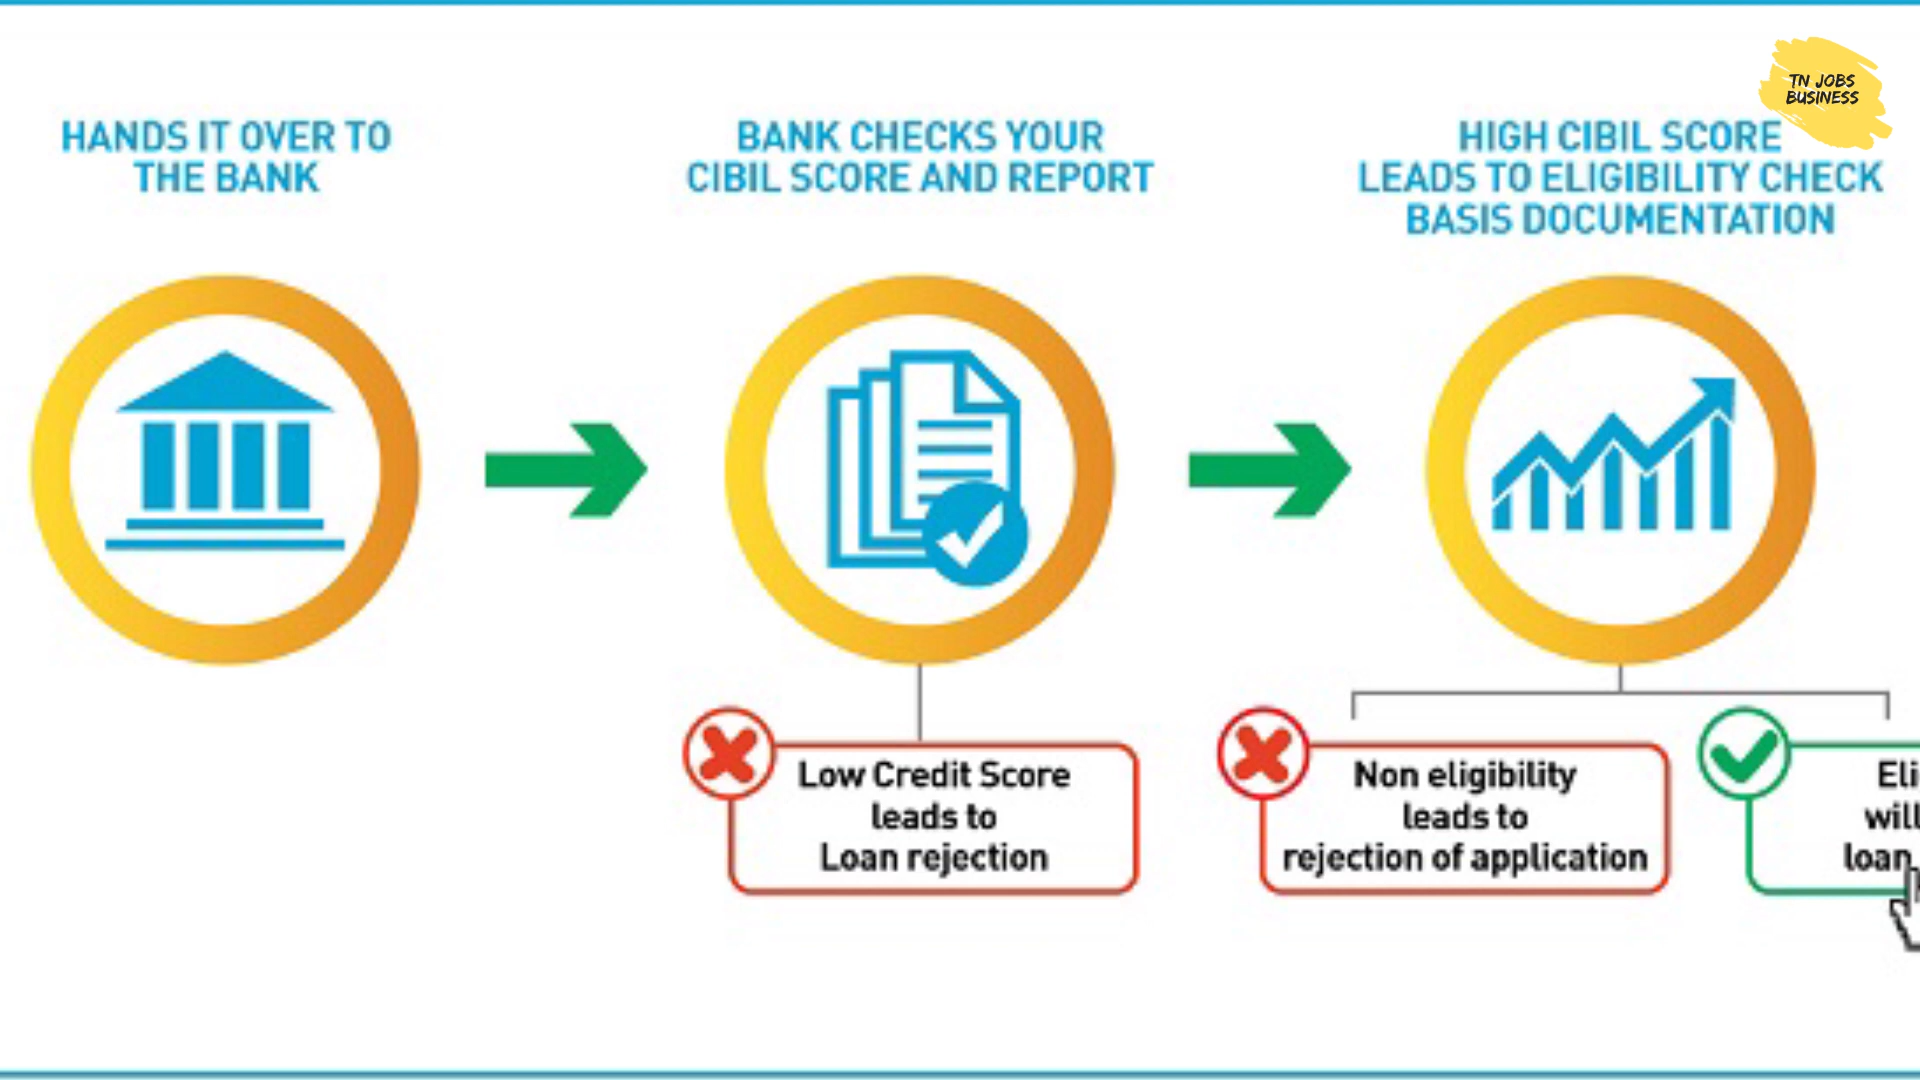 TN JOBS
BUSINESS
HANDS IT OVER TO
THE BANK
BANK CHECKS YOUR
CIBIL SCORE AND REPORT
HIGH CIBIL SCORE
LEADS TO ELIGIBILITY CHECK
BASIS DOCUMENTATION
Low Credit Score
leads to
Loan rejection
Non eligibility
leads to
rejection of application
will
loan